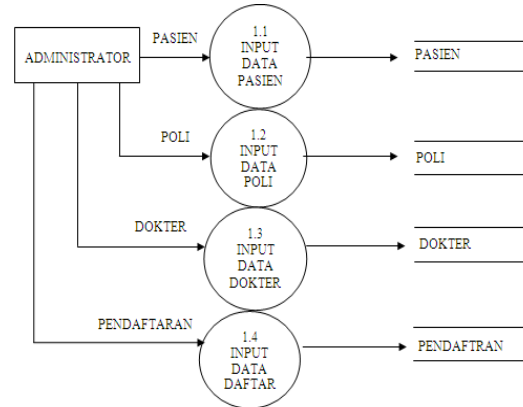 ADMINISTRATOR
PASIEN
1.1
INPUT
DATA
PASIEN
PASIEN
POLI
1.2
INPUT
DATA
POLI
POLI
DOKTER
1.3
INPUT
DATA
DOKTER
DOKTER
PENDAFTARAN
1.4
INPUT
DATA
DAFTAR
PENDAFTRAN